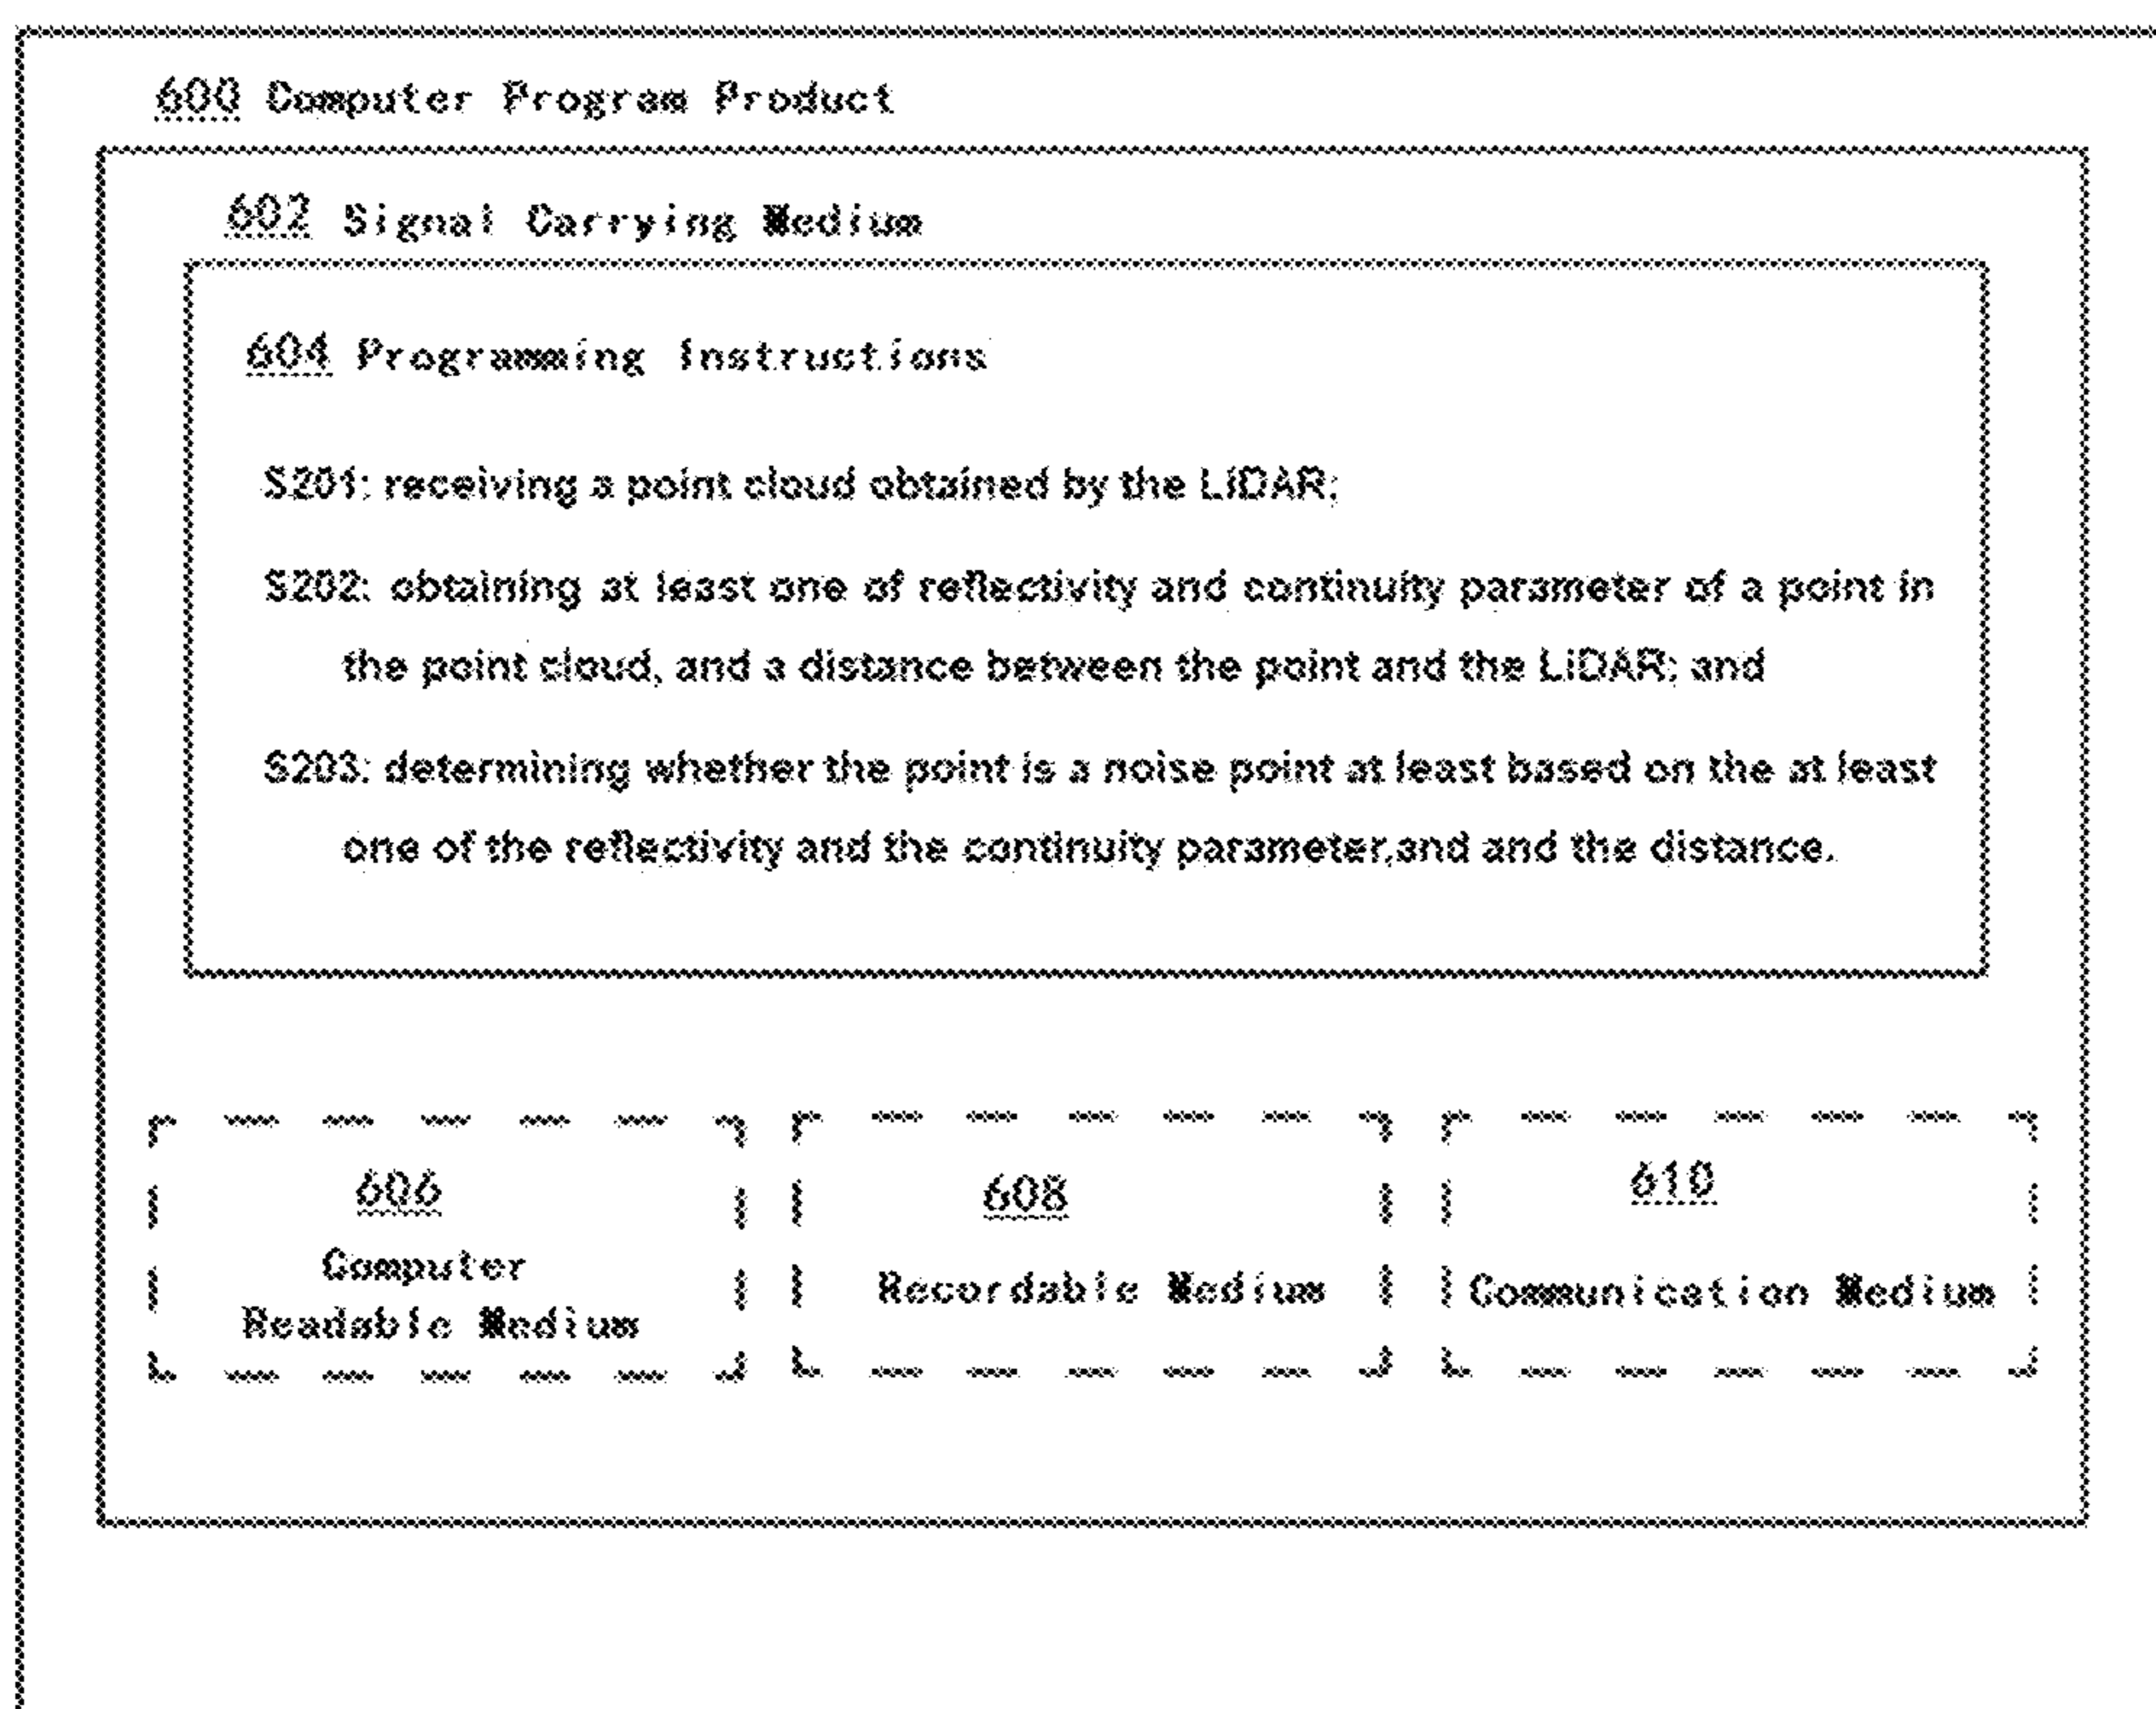 600 Computer Program Product
602 Signal Carrying Medium
604 Programming Instructions
S201: receiving a point cloud obtained by the LiDAR;
S202: obtaining at least one of reflectivity and continuity parameter of a point in
the point cloud, and a distance between the point and the LiDAR; and
S203: determining whether the point is a noise point at least based on the at least
one of the reflectivity and the continuity parameter,and and the distance.
606
Computer
Readable Medium
608
Recordable Medium
610
Communication Medium